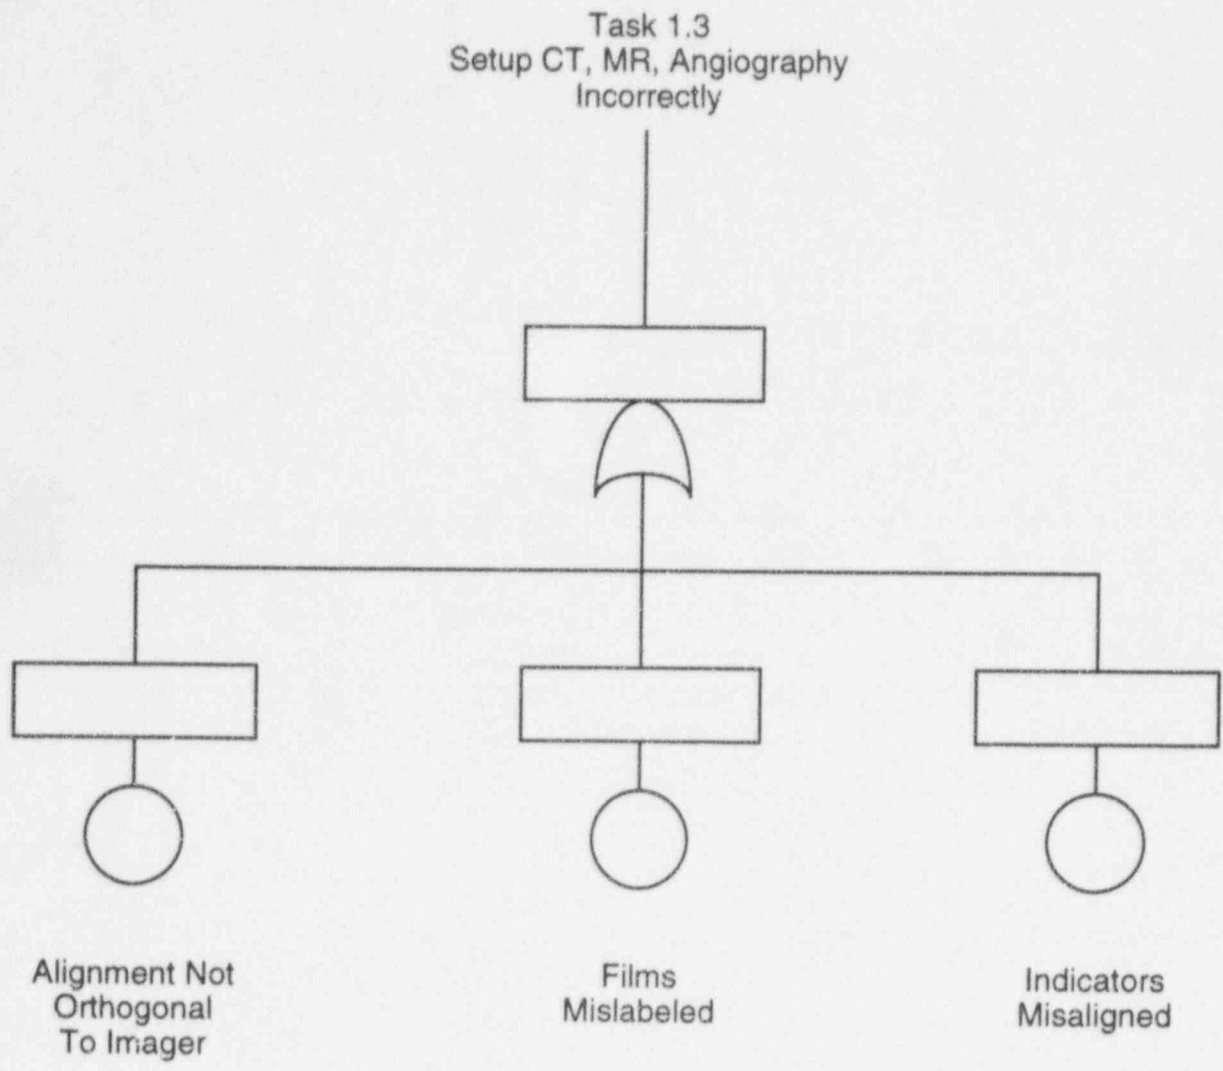 Task 1.3
Setup CT, MR, Angiography
Incorrectly
Alignment Not
Orthogonal
To Imager
Films
Mislabeled
Indicators
Misaligned